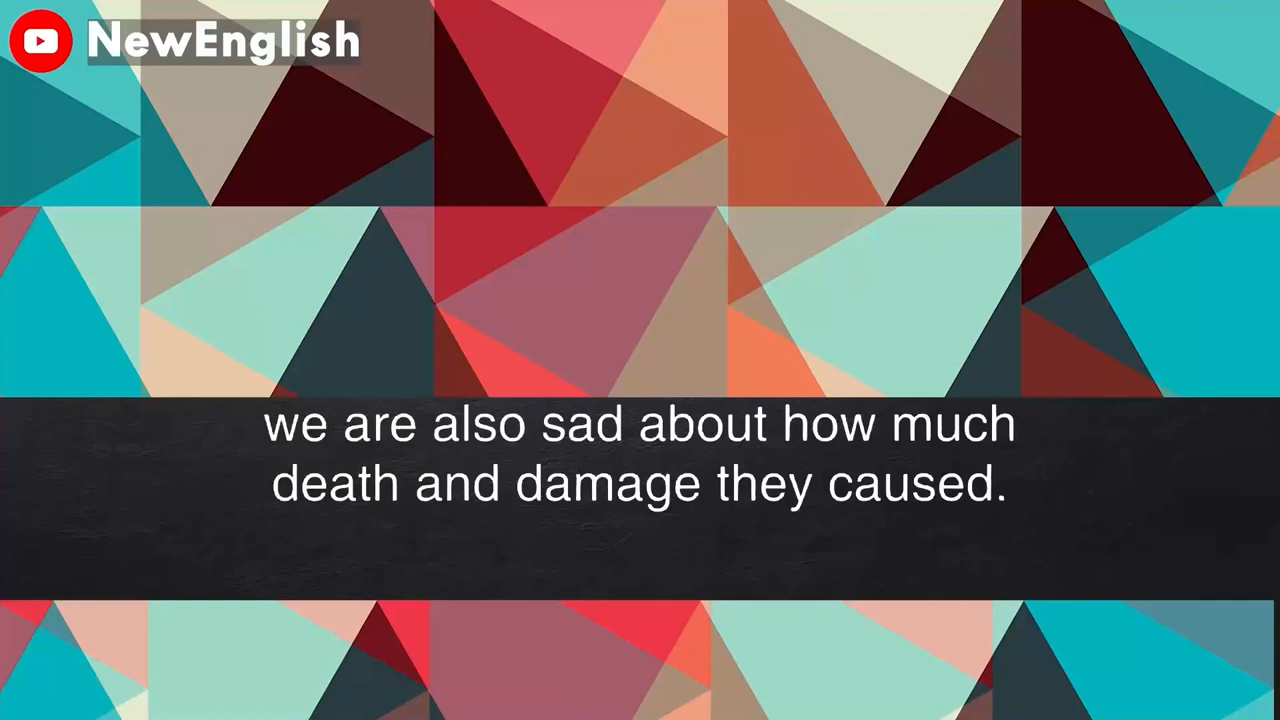 NewEnglish
we are also sad about how much
death and damage they caused.